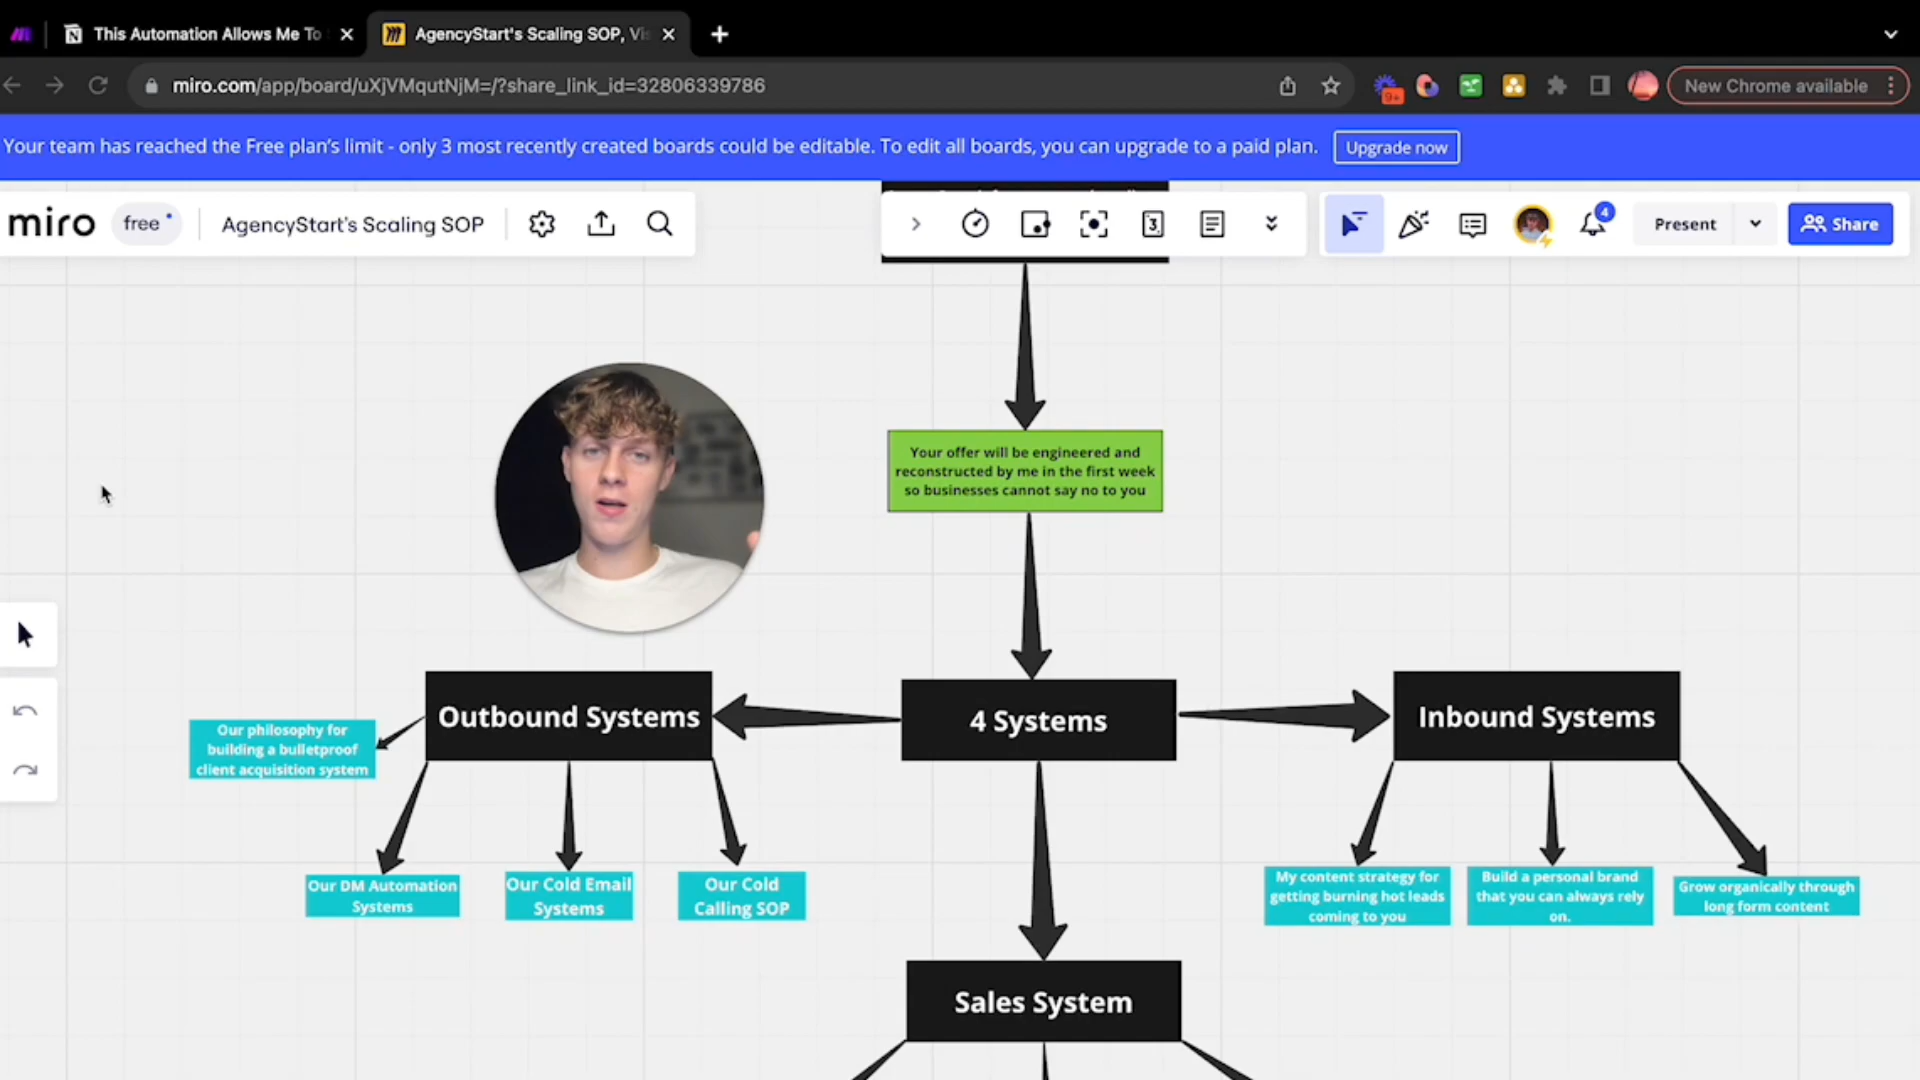 This Automation Allows Me To
AgencyStart's Scaling SOP, Vis
miro.com/app/board/uXjVMqutNjM=/?share_link_id=32806339786
9+
New Chrome available
Your team has reached the Free plan's limit - only 3 most recently created boards could be editable. To edit all boards, you can upgrade to a paid plan.
Upgrade now
miro
free
AgencyStart's Scaling SOP
3
4
Present
Share
Your offer will be engineered and
reconstructed by me in the first week
so businesses cannot say no to you
Outbound Systems
4 Systems
Inbound Systems
Our philosophy for
building a bulletproof
client acquisition system
Our DM Automation
Systems
Our Cold Email
Systems
Our Cold
Calling SOP
My content strategy for
getting burning hot leads
coming to you
Build a personal brand
that you can always rely
on.
Grow organically through
long form content
Sales System